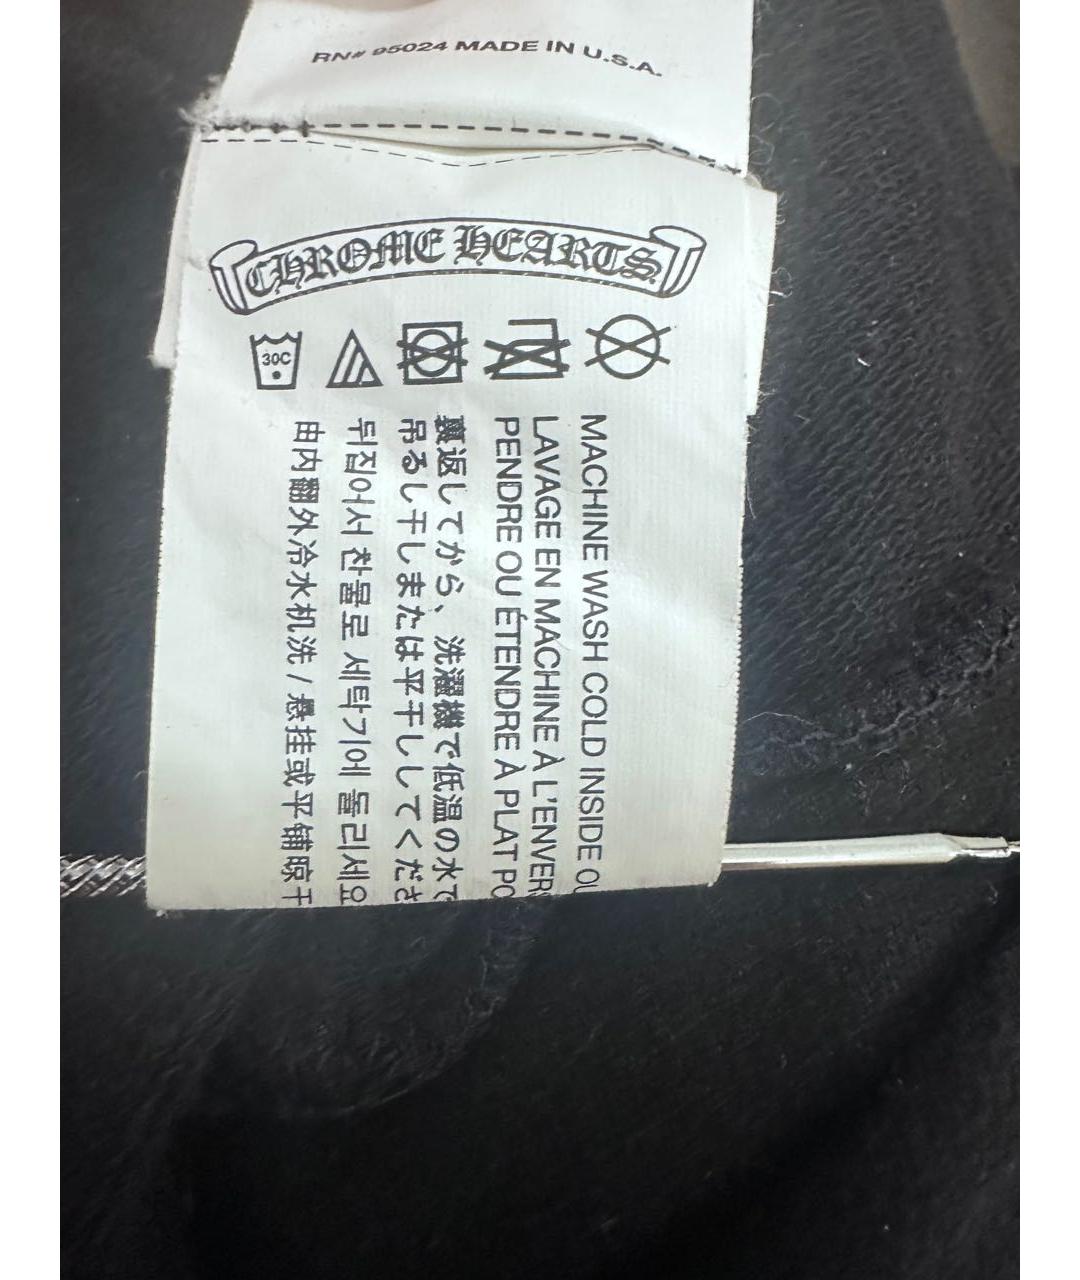 RN# 95024 MADE IN U.S.A.
CHROME HEARTS
30C
MACHINE WASH COLD INSIDE
LAVAGE EN MACHINE À L'ENVERS
PENDRE OU ÉTENDRE À PLAT
裏返してから、洗濯機で低温の水で
吊るし干しまたは平干ししてくださ
뒤집어서 찬물로 세탁기에 돌리세요
由内翻外冷水机洗 / 悬挂或平铺晾干